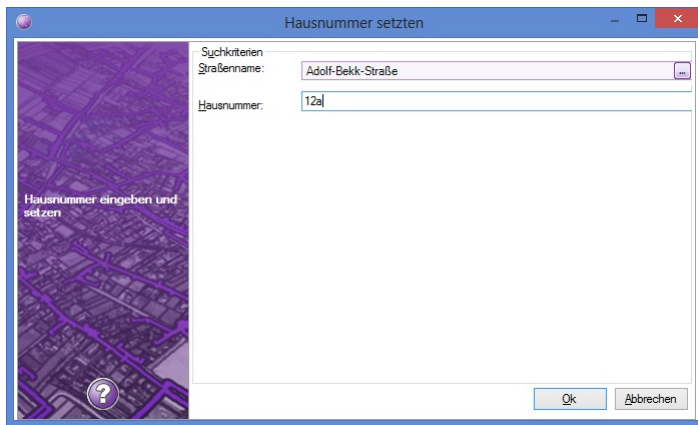 Hausnummer setzten
Suchkriterien
Straßenname:
Adolf-Bekk-Straße
...
Hausnummer:
12a
Hausnummer eingeben und
setzen
?
Ok
Abbrechen